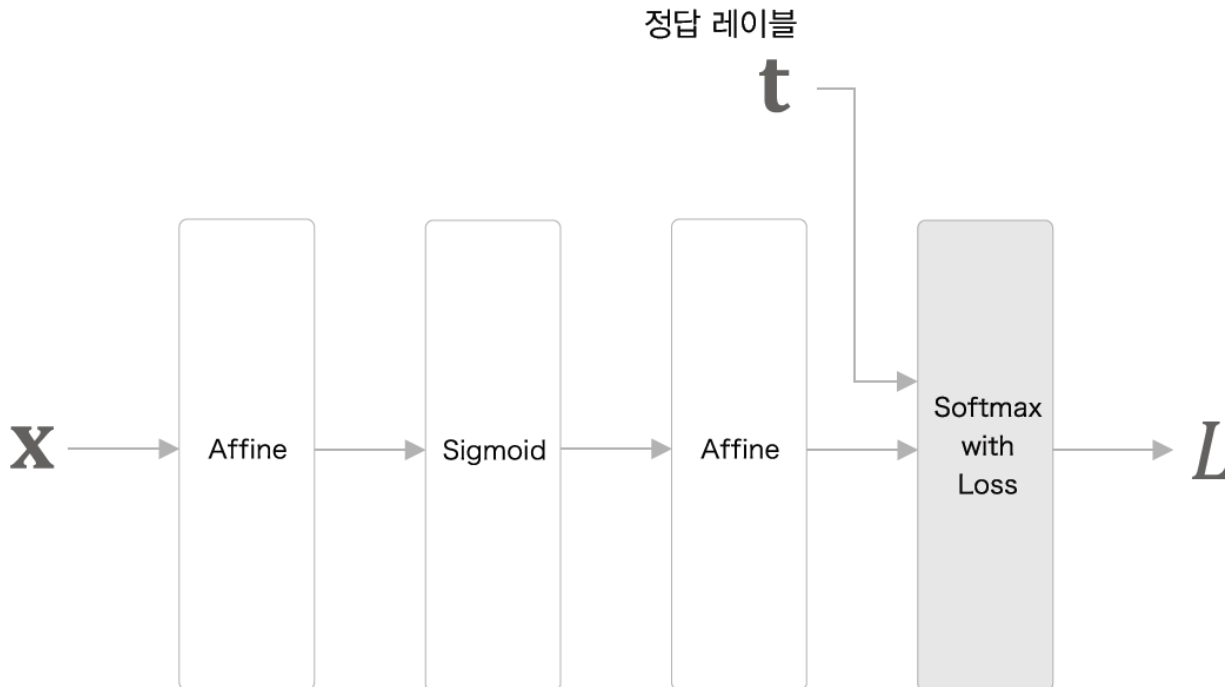 정답 레이블
t
x
Affine
Sigmoid
Affine
Softmax
with
Loss
L